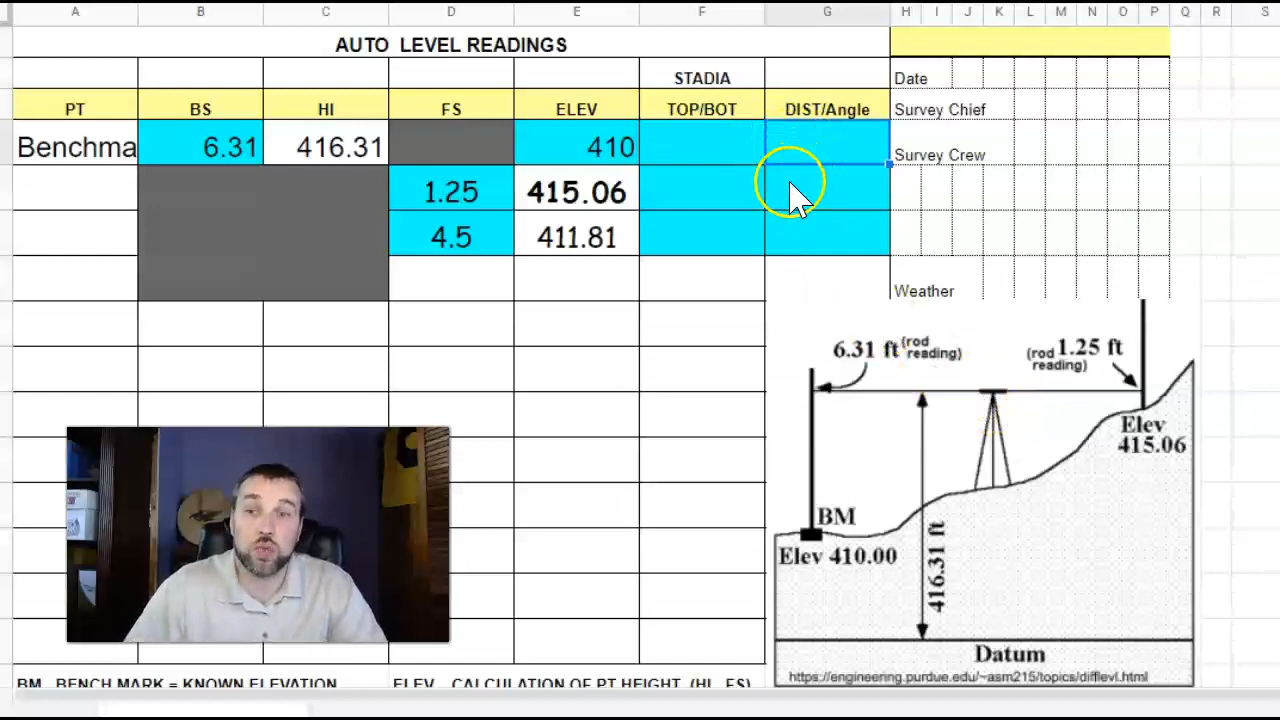 A B C D E F G H I J K L M N O P Q R S
AUTO LEVEL READINGS
STADIA Date
PT BS HI FS ELEV TOP/BOT DIST/Angle Survey Chief
Benchma 6.31 416.31 410 Survey Crew
1.25 415.06
4.5 411.81
Weather
6.31 ft (rod reading)
(rod reading) 1.25 ft
Elev
415.06
BM
Elev 410.00
416.31 ft
Datum
https://engineering.purdue.edu/~asm215/topics/difflevl.html
BM BENCH MARK = KNOWN ELEVATION ELEV CALCULATION OF PT HEIGHT (HI FS)